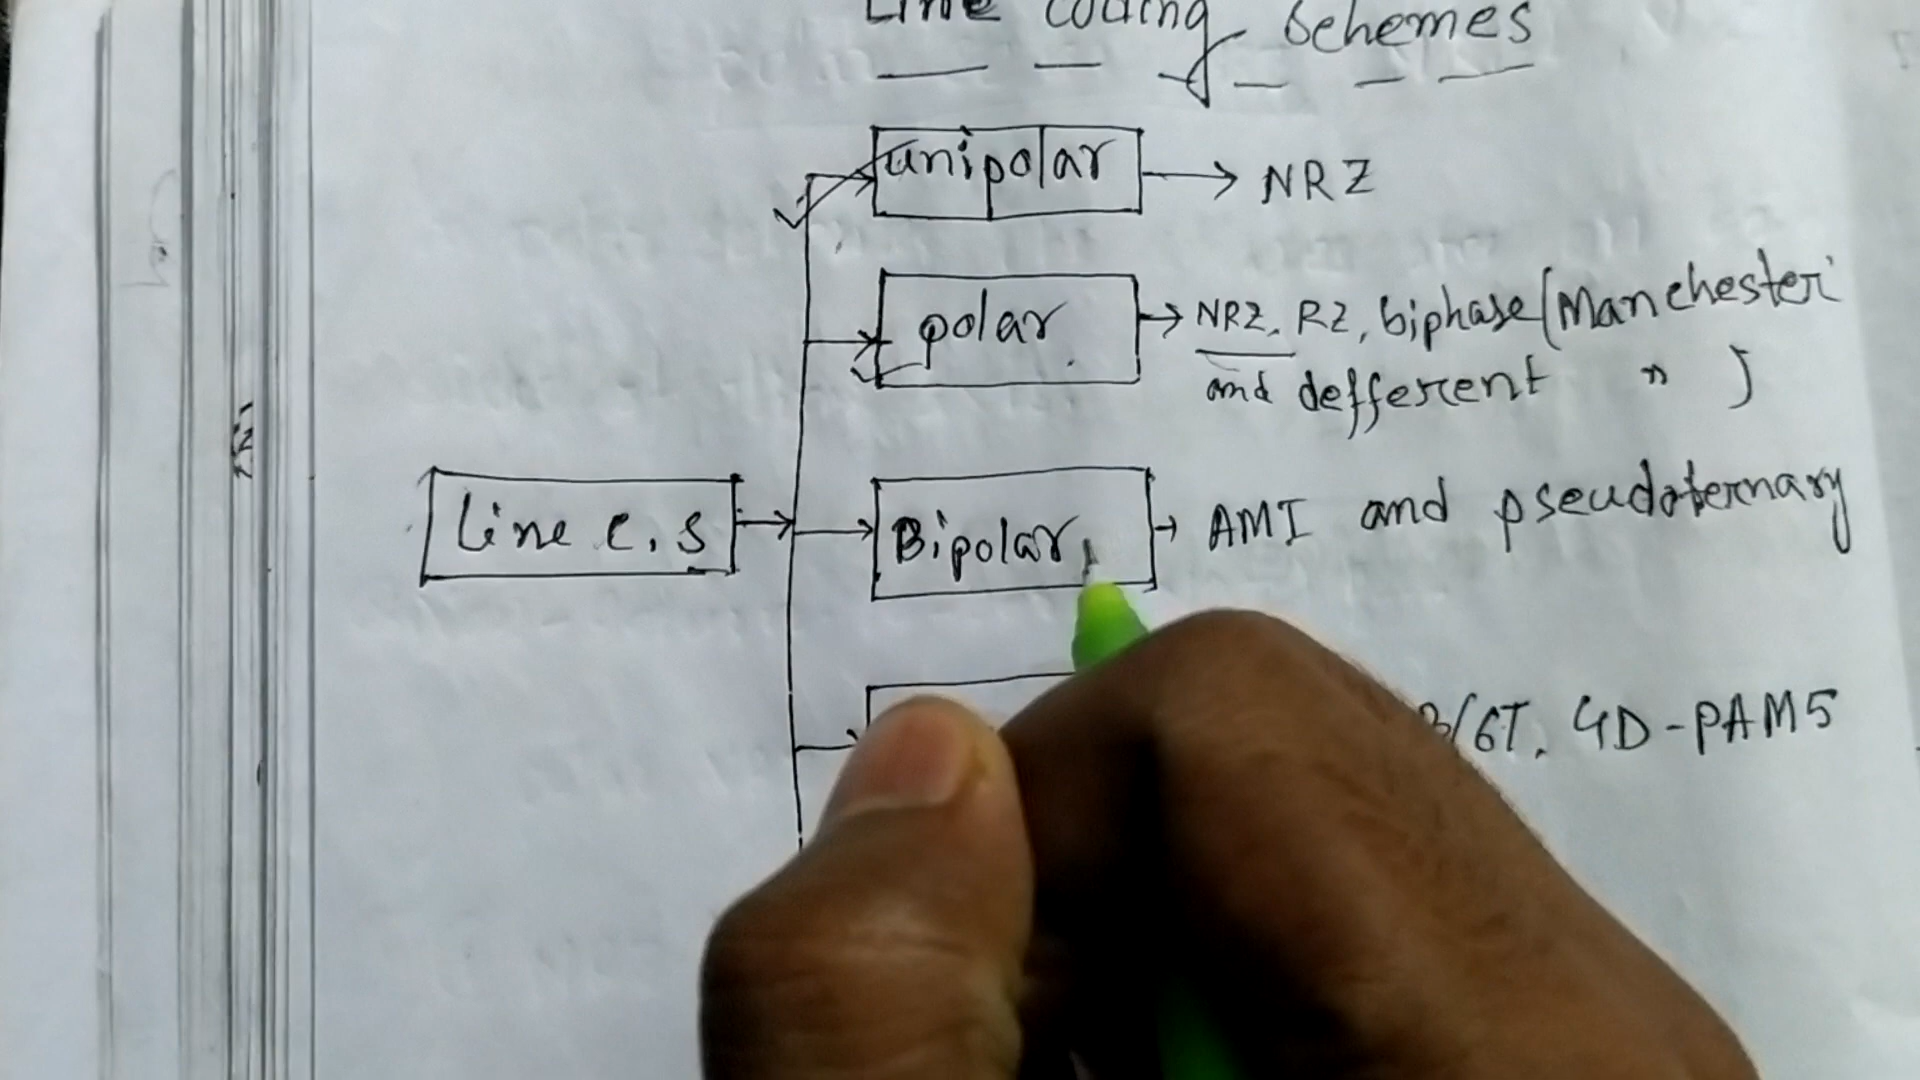 Line coding Schemes
unipolar → NRZ
polar → NRZ, RZ, biphase (Manchester
and defferent " )
Line C.S → Bipolar → AMI and pseudoternary
/6T, 4D-PAM5